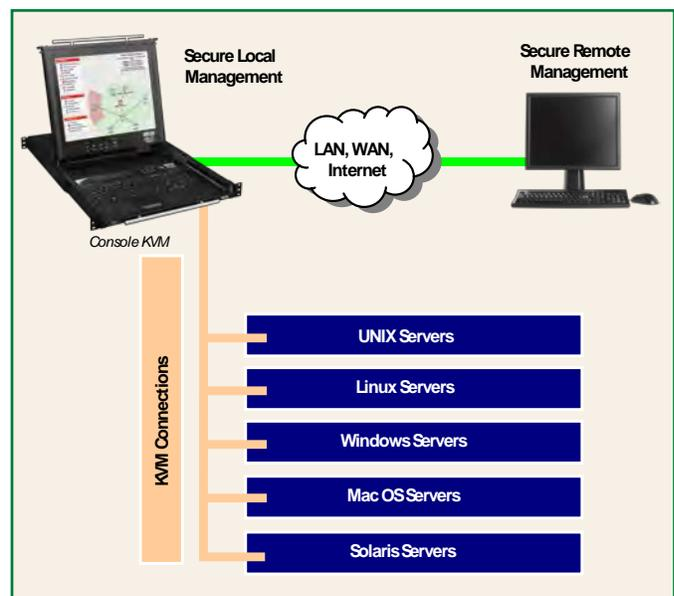 Secure Local
Management
Secure Remote
Management
LAN, WAN,
Internet
Console KVM
KVM Connections
UNIX Servers
Linux Servers
Windows Servers
Mac OS Servers
Solaris Servers